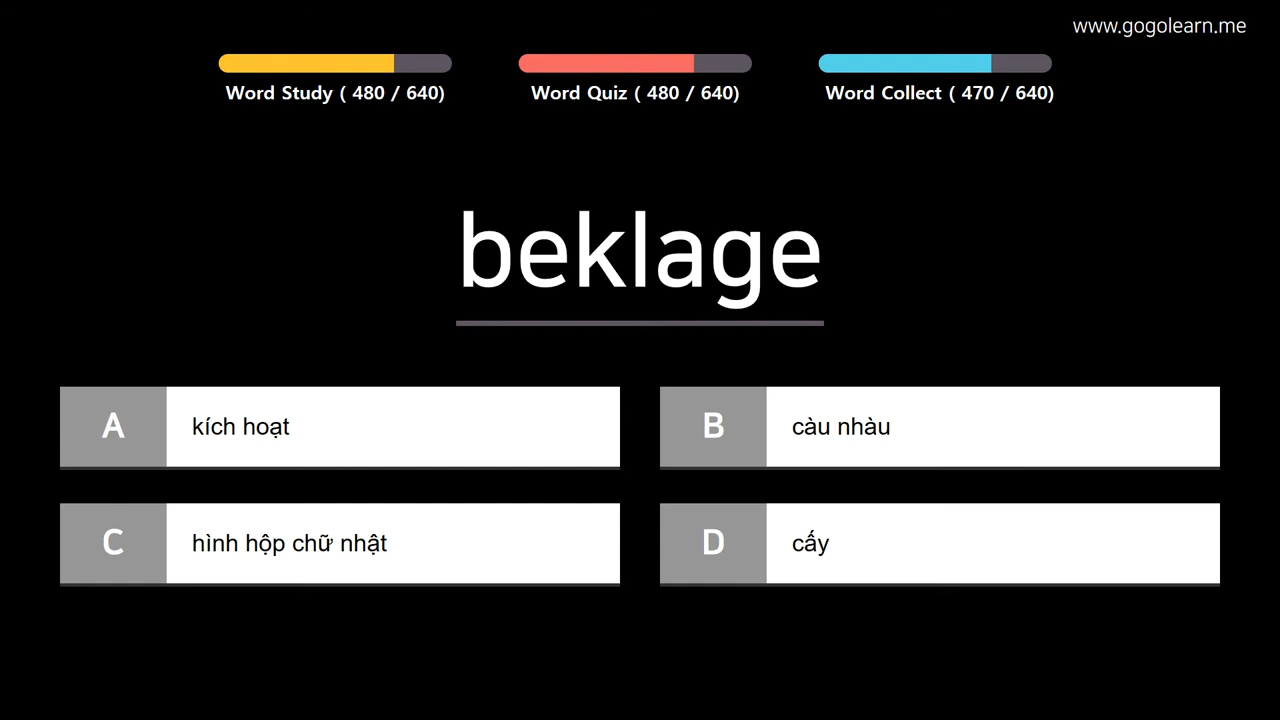 www.gogolearn.me
Word Study ( 480 / 640)
Word Quiz ( 480 / 640)
Word Collect ( 470 / 640)
beklage
A
kích hoạt
B
càu nhàu
C
hình hộp chữ nhật
D
cấy